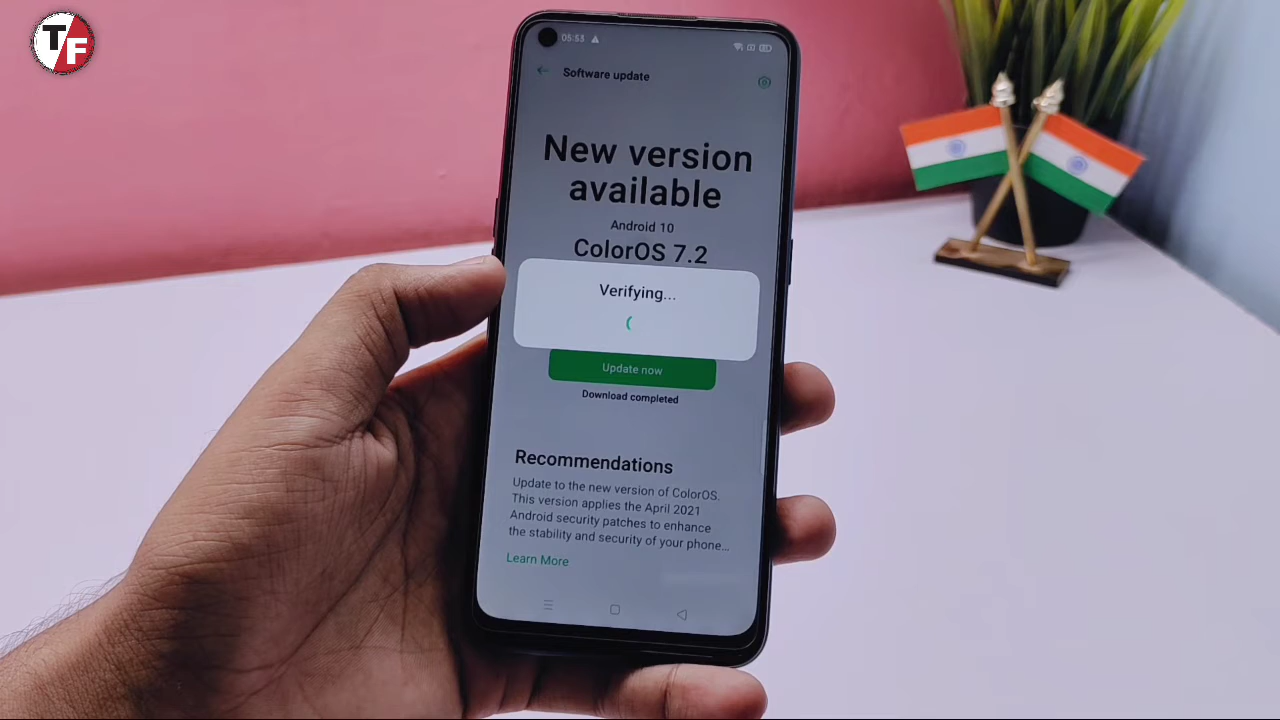 TF
05:53
Software update
New version
available
Android 10
ColorOS 7.2
Verifying...
Update now
Download completed
Recommendations
Update to the new version of ColorOS.
This version applies the April 2021
Android security patches to enhance
the stability and security of your phone...
Learn More